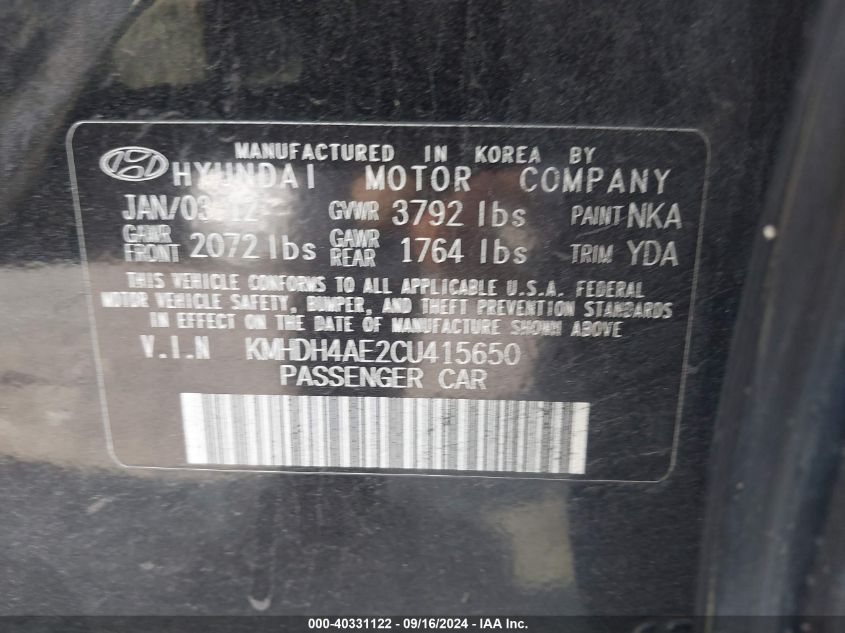 MANUFACTURED IN KOREA BY
HYUNDAI MOTOR COMPANY
JAN/03/12 GVWR 3792 lbs PAINT NKA
GAWR FRONT 2072 lbs GAWR REAR 1764 lbs TRIM YDA
THIS VEHICLE CONFORMS TO ALL APPLICABLE U.S.A. FEDERAL
MOTOR VEHICLE SAFETY, BUMPER, AND THEFT PREVENTION STANDARDS
IN EFFECT ON THE DATE OF MANUFACTURE SHOWN ABOVE
V.I.N KMHDH4AE2CU415650
PASSENGER CAR
000-40331122 - 09/16/2024 - IAA Inc.